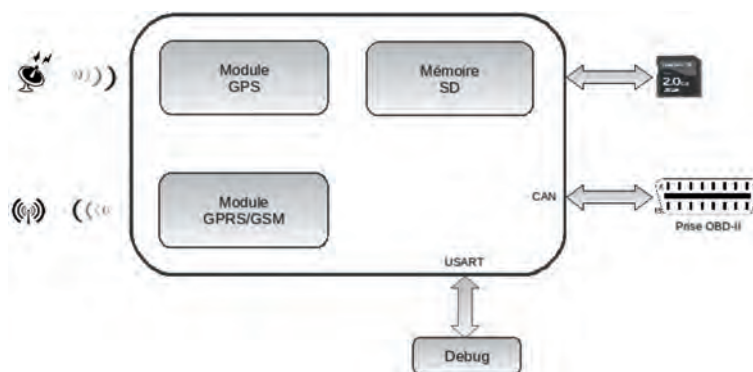 Module
GPS
Mémoire
SD
2.0
Module
GPRS/GSM
CAN
Prise OBD-II
USART
Debug